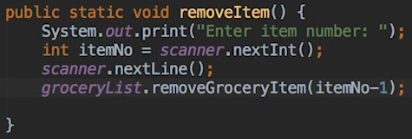 public static void removeItem() {
    System.out.print("Enter item number: ");
    int itemNo = scanner.nextInt();
    scanner.nextLine();
    groceryList.removeGroceryItem(itemNo-1);
}